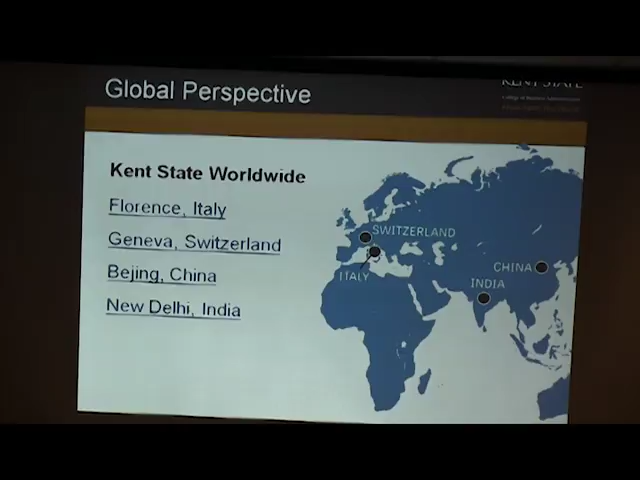 Global Perspective
KENT STATE
Kent State Worldwide
Florence, Italy
Geneva, Switzerland
Bejing, China
New Delhi, India
SWITZERLAND
ITALY
CHINA
INDIA